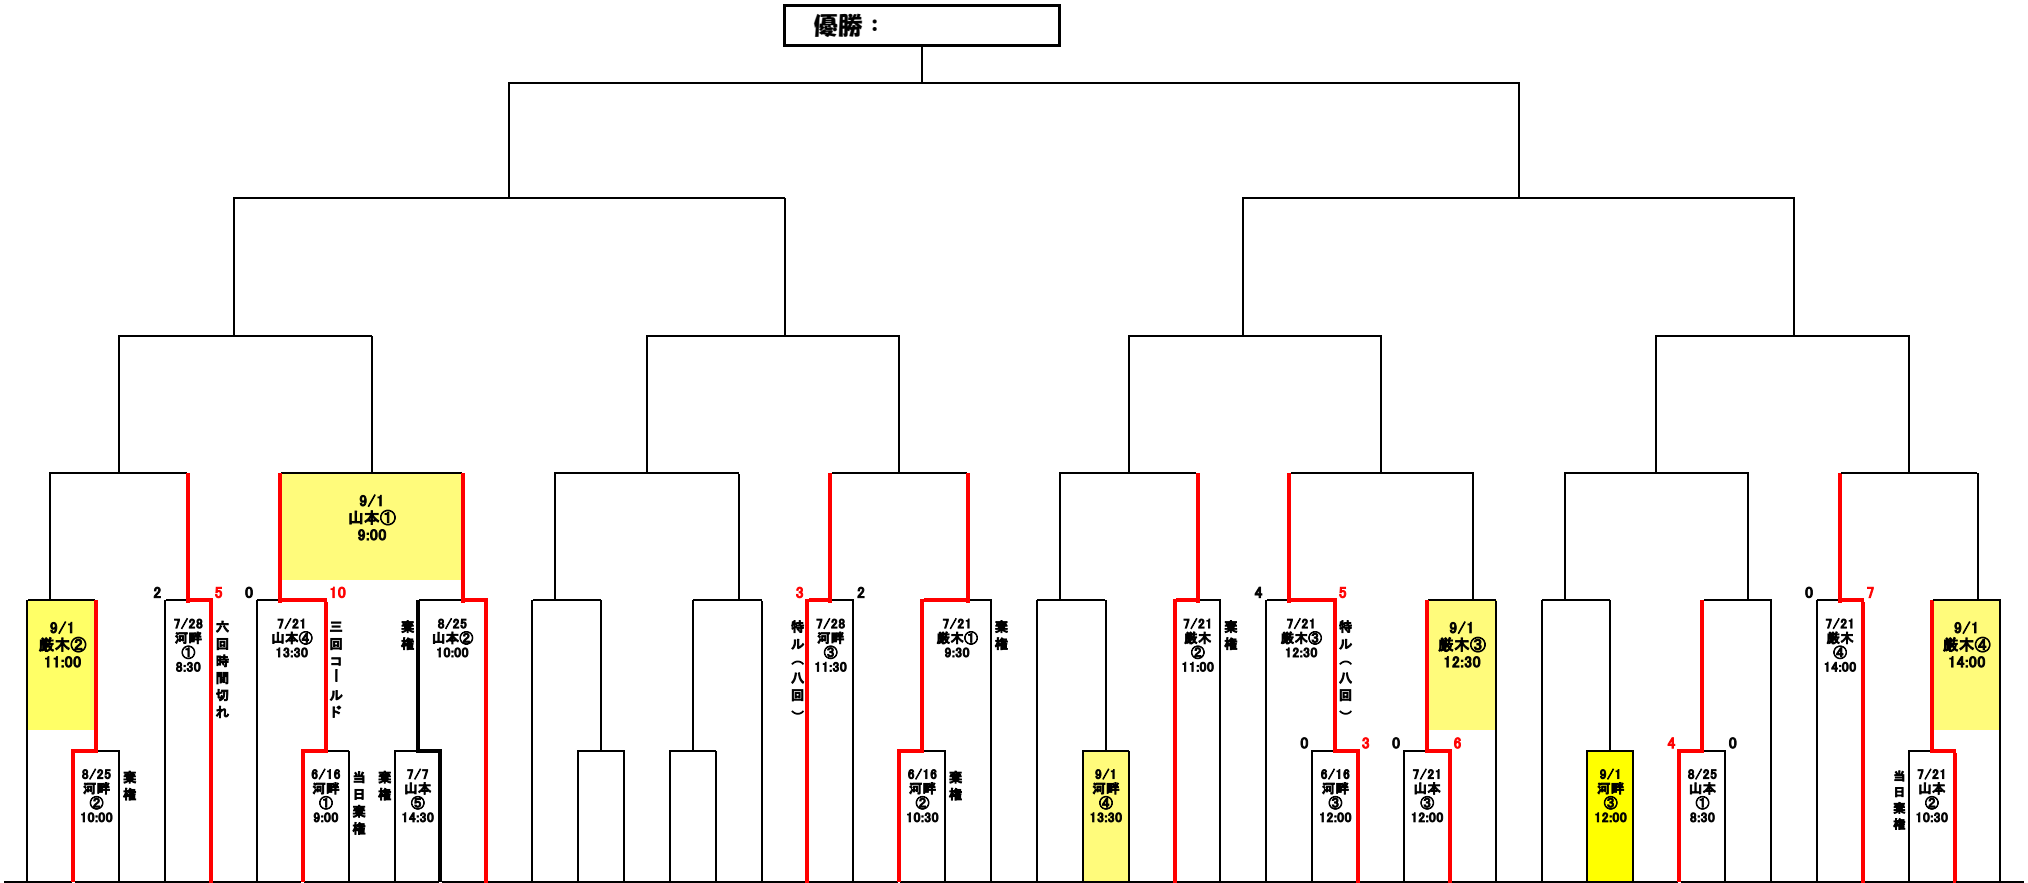 優勝：
9/1
山本①
9:00
2
5
0
10
3
2
4
5
0
7
9/1
厳木②
11:00
7/28
河畔
①
8:30
六回時間切れ
7/21
山本④
13:30
三回コールド
棄権
8/25
山本②
10:00
特ル（八回）
7/28
河畔
③
11:30
7/21
厳木①
9:30
棄権
7/21
厳木
②
11:00
棄権
7/21
厳木③
12:30
特ル（八回）
9/1
厳木③
12:30
7/21
厳木
④
14:00
9/1
厳木④
14:00
0
3
0
6
4
0
8/25
河畔
②
10:00
棄権
6/16
河畔
①
9:00
当日棄権
棄権
7/7
山本
⑤
14:30
6/16
河畔
②
10:30
棄権
9/1
河畔
④
13:30
6/16
河畔
③
12:00
7/21
山本
③
12:00
9/1
河畔
③
12:00
8/25
山本
①
8:30
当日棄権
7/21
山本
②
10:30